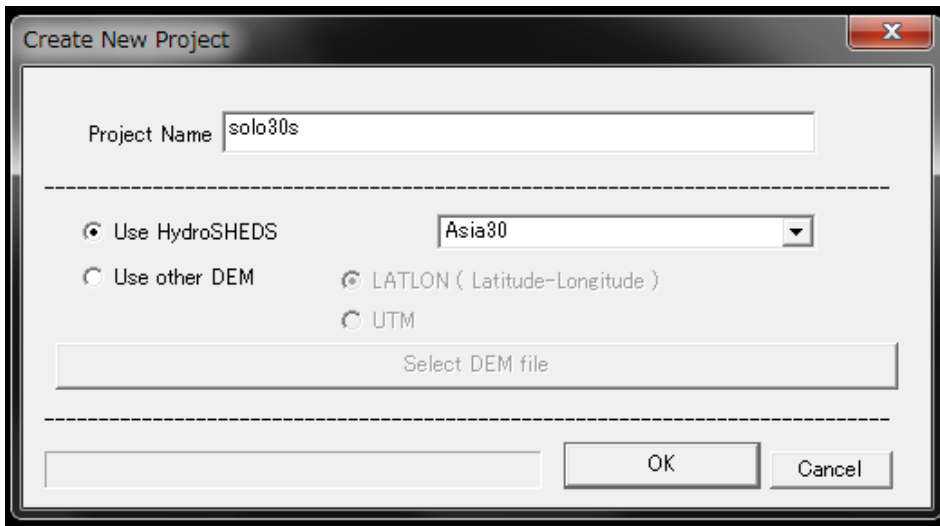 Create New Project
Project Name solo30s
Use HydroSHEDS Asia30
Use other DEM LATLON ( Latitude-Longitude )
UTM
Select DEM file
OK Cancel